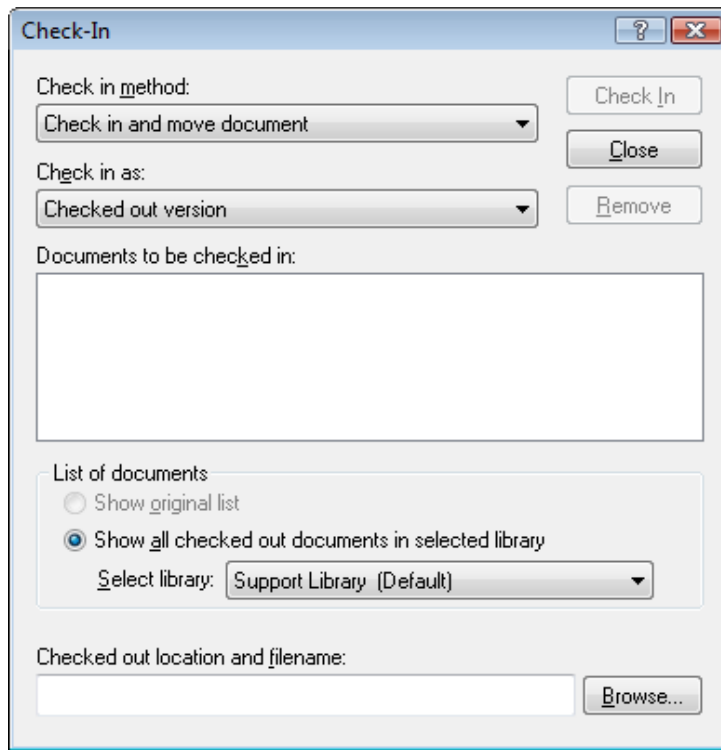 Check-In
Check in method:
Check In
Check in and move document
Close
Check in as:
Checked out version
Remove
Documents to be checked in:
List of documents
Show original list
Show all checked out documents in selected library
Select library: Support Library (Default)
Checked out location and filename:
Browse...